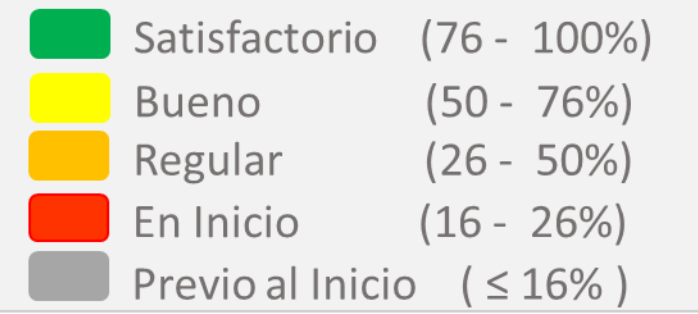 Satisfactorio (76 - 100%)
Bueno (50 - 76%)
Regular (26 - 50%)
En Inicio (16 - 26%)
Previo al Inicio ( ≤ 16% )